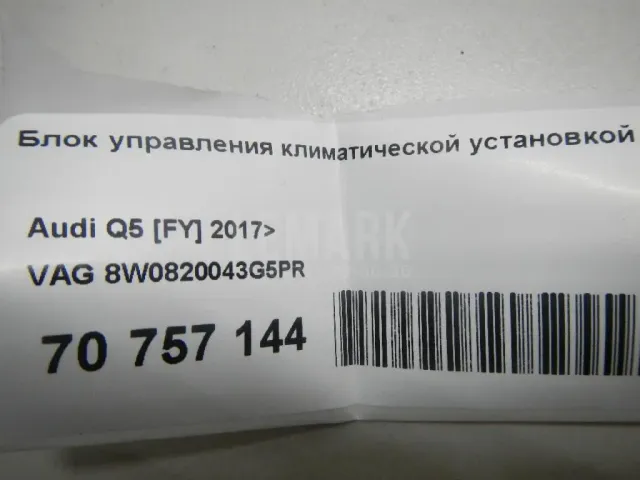 Блок управления климатической установкой
Audi Q5 [FY] 2017>
VAG 8W0820043G5PR
70 757 144